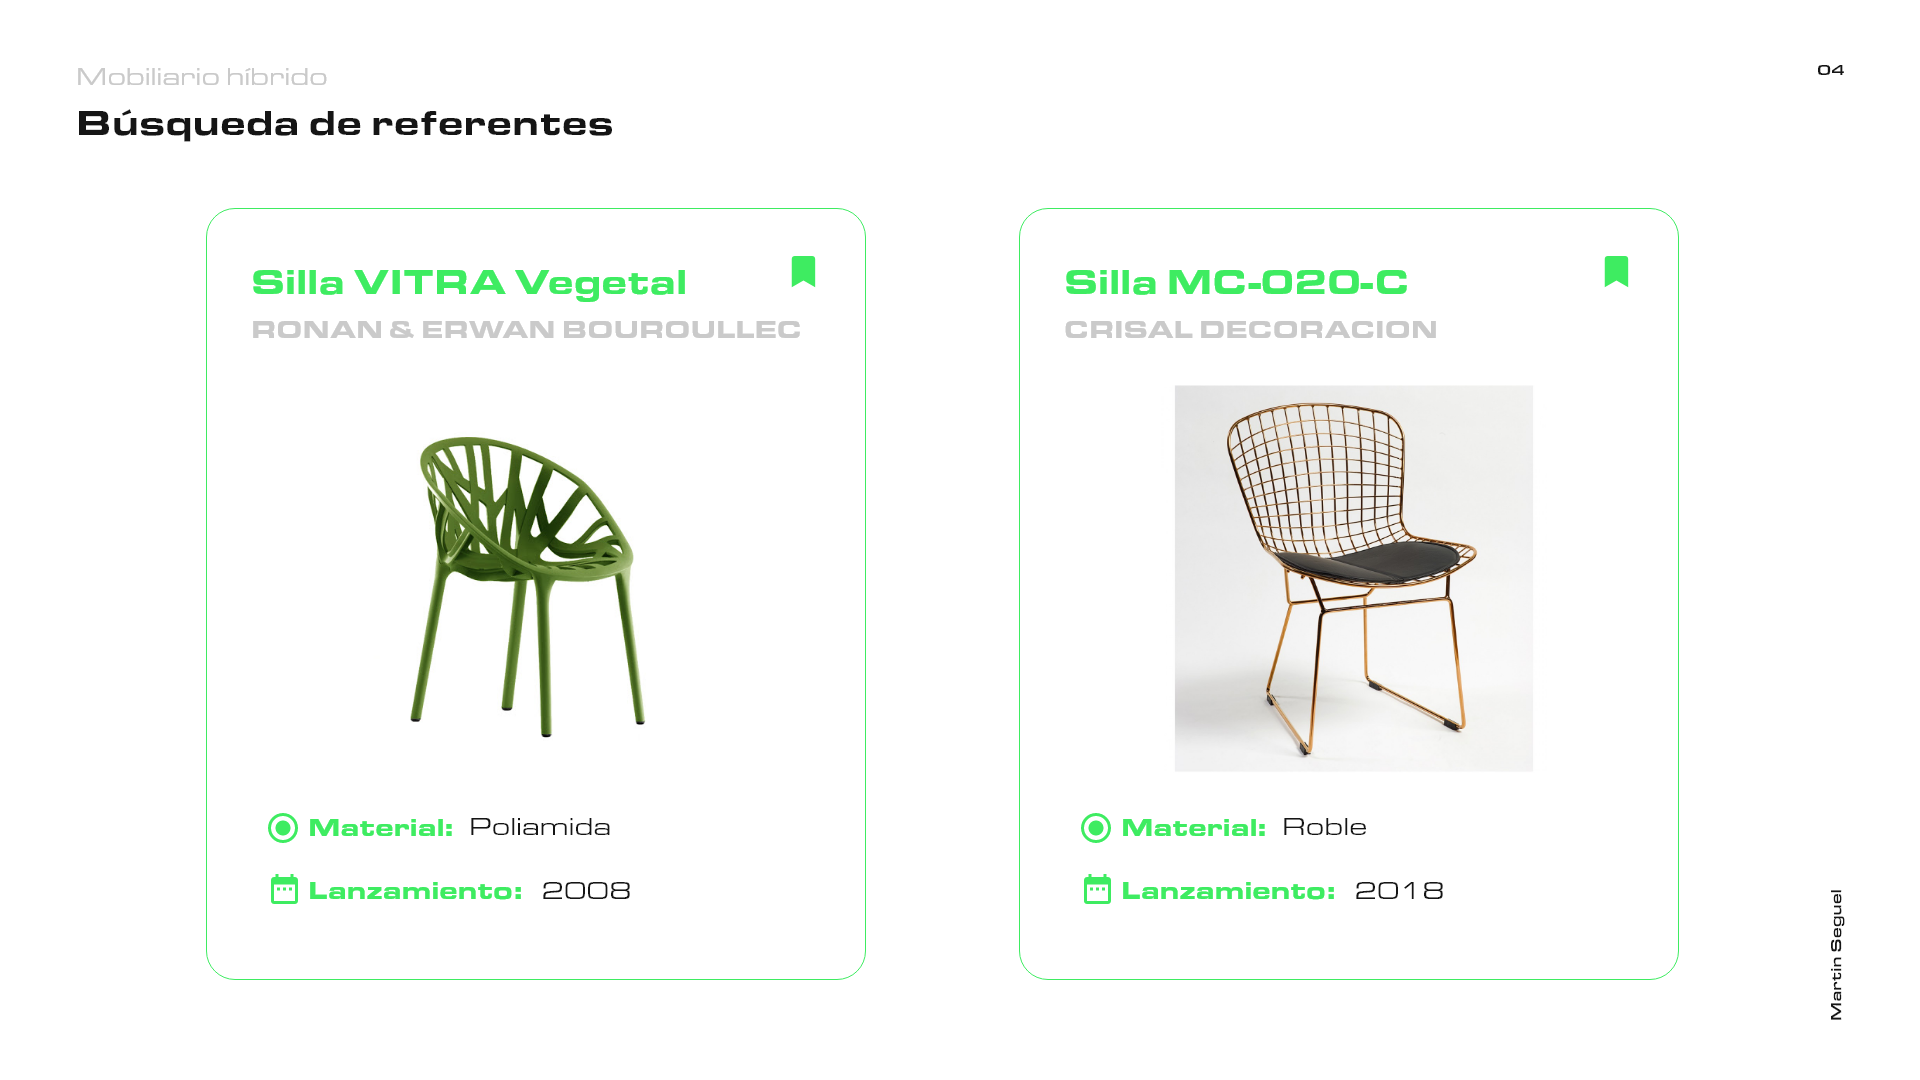 Mobiliario híbrido
04
Búsqueda de referentes
Silla VITRA Vegetal
RONAN & ERWAN BOUROULLEC
Material: Poliamida
Lanzamiento: 2008
Silla MC-020-C
CRISAL DECORACION
Material: Roble
Lanzamiento: 2018
Martin Seguel